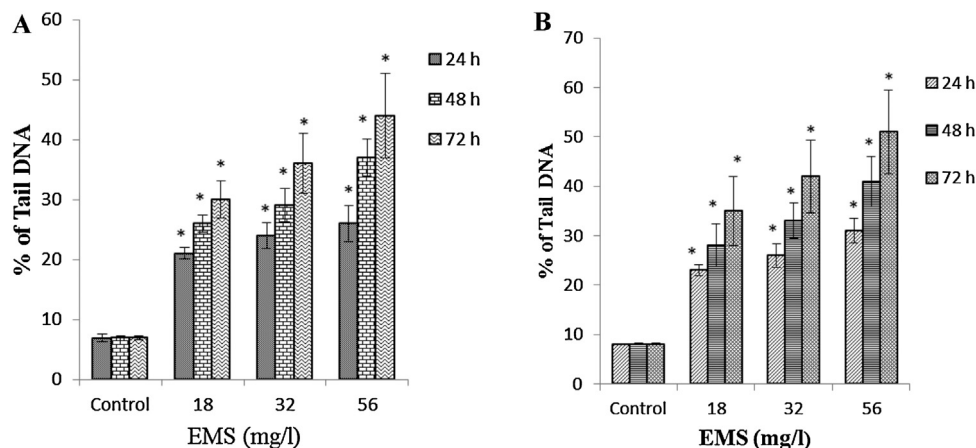 A
% of Tail DNA
60
50
40
30
20
10
0
* * *
* * *
* * *
Control 18 32 56
EMS (mg/l)
24 h
48 h
72 h
B
% of Tail DNA
70
60
50
40
30
20
10
0
* * *
* * *
* * *
Control 18 32 56
EMS (mg/l)
24 h
48 h
72 h